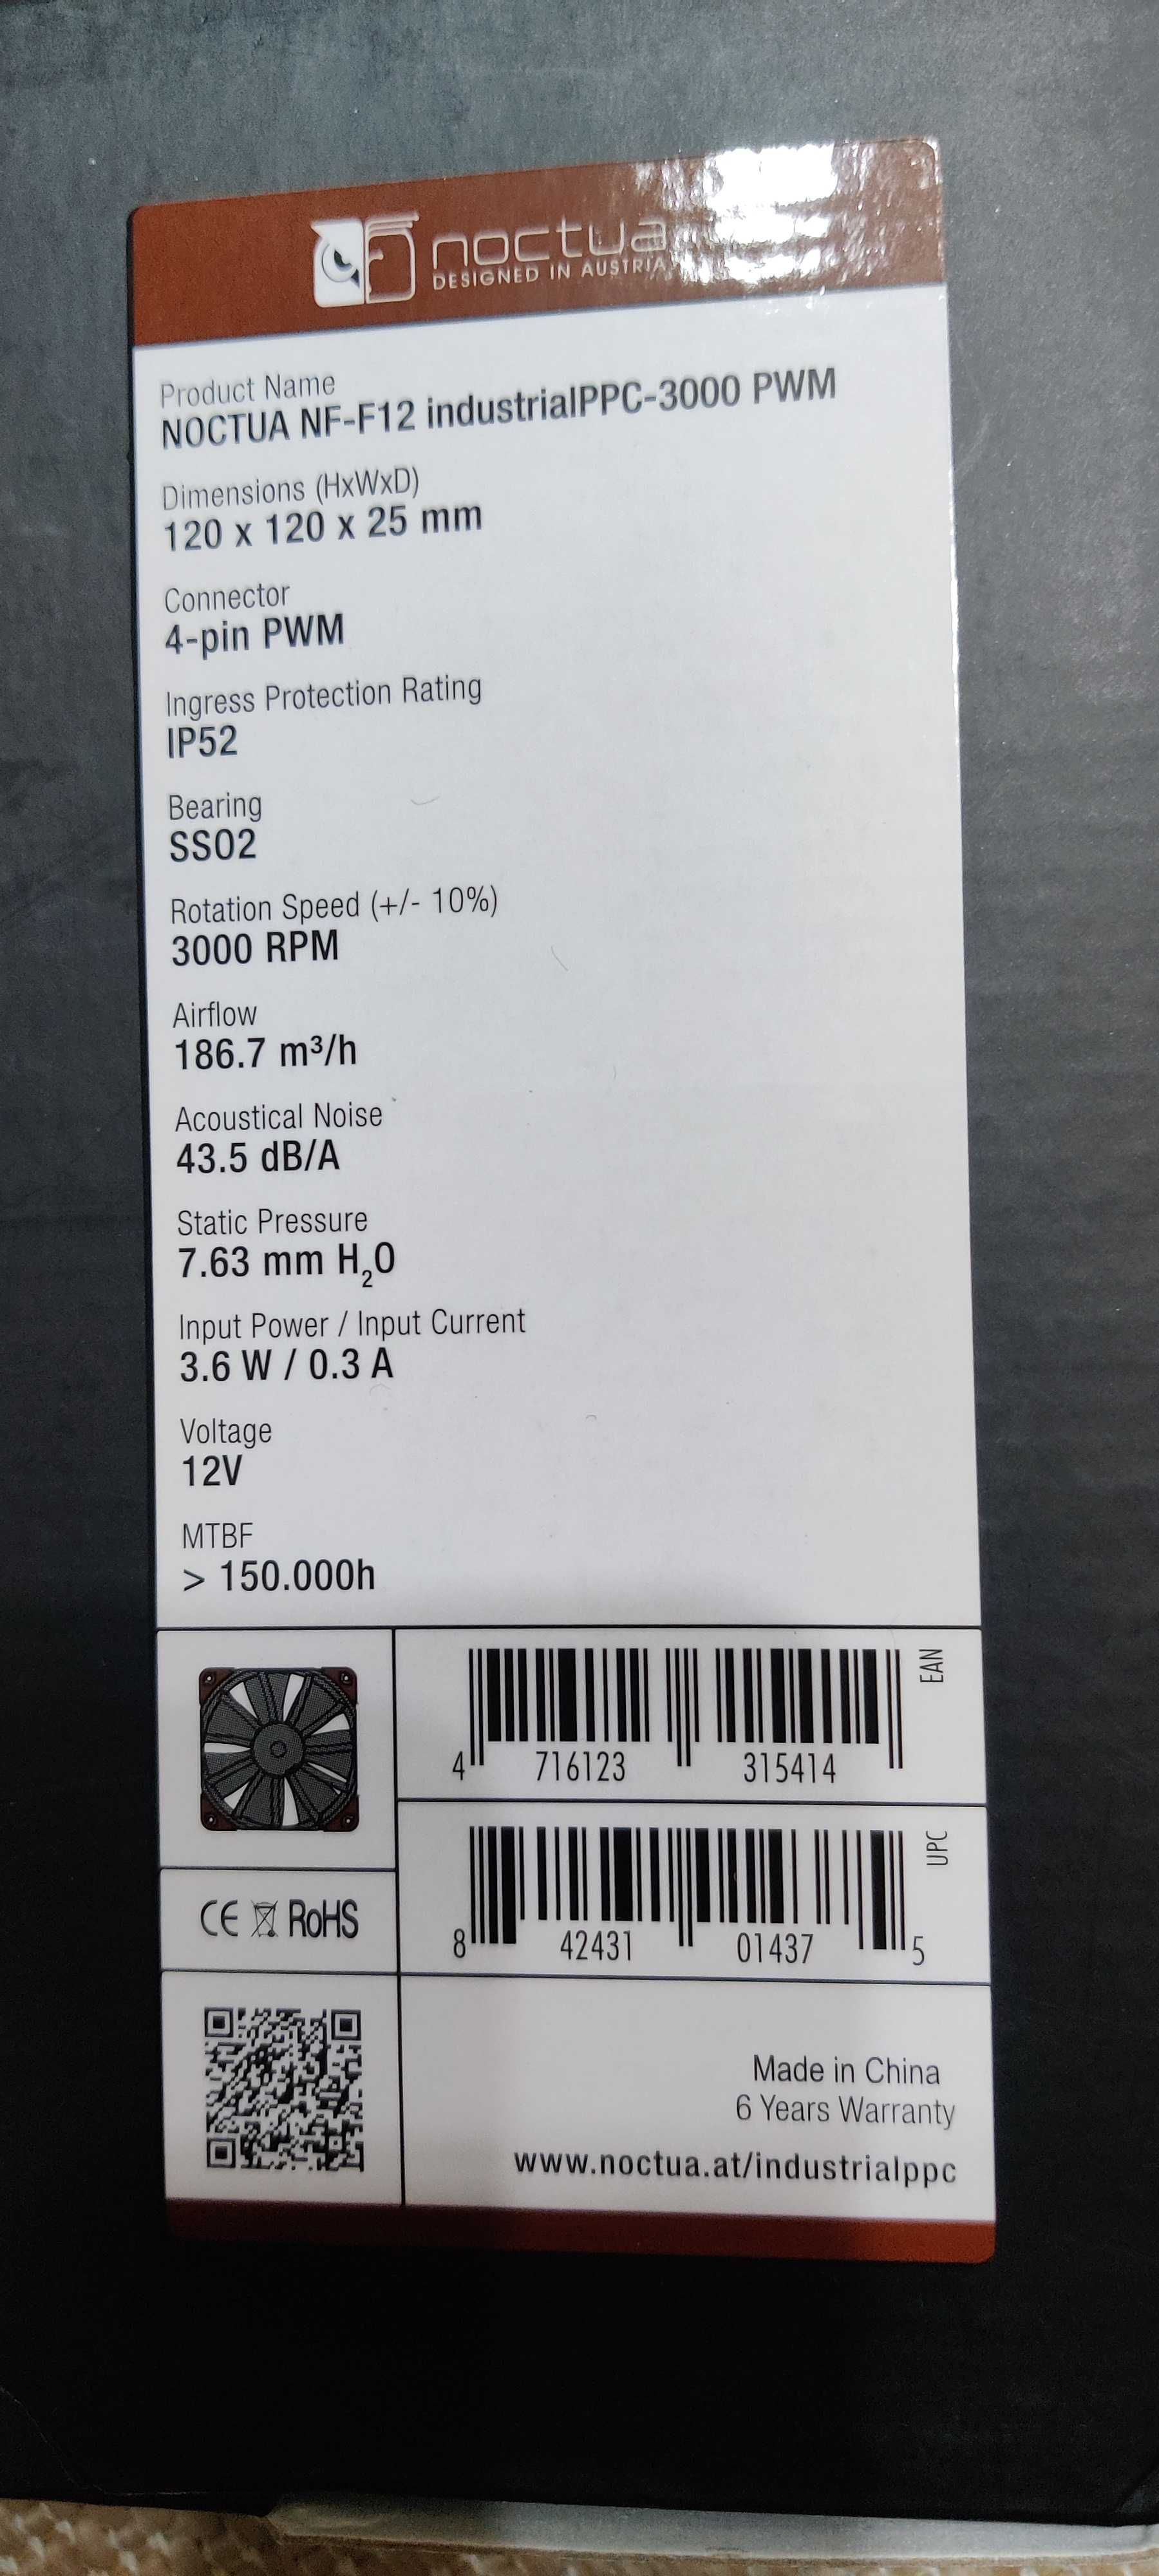 noctua
DESIGNED IN AUSTRIA
Product Name
NOCTUA NF-F12 industrialPPC-3000 PWM
Dimensions (HxWxD)
120 x 120 x 25 mm
Connector
4-pin PWM
Ingress Protection Rating
IP52
Bearing
SSO2
Rotation Speed (+/- 10%)
3000 RPM
Airflow
186.7 m³/h
Acoustical Noise
43.5 dB/A
Static Pressure
7.63 mm H₂O
Input Power / Input Current
3.6 W / 0.3 A
Voltage
12V
MTBF
> 150.000h
EAN
4 716123 315414
UPC
8 42431 01437 5
CE RoHS
Made in China
6 Years Warranty
www.noctua.at/industrialppc